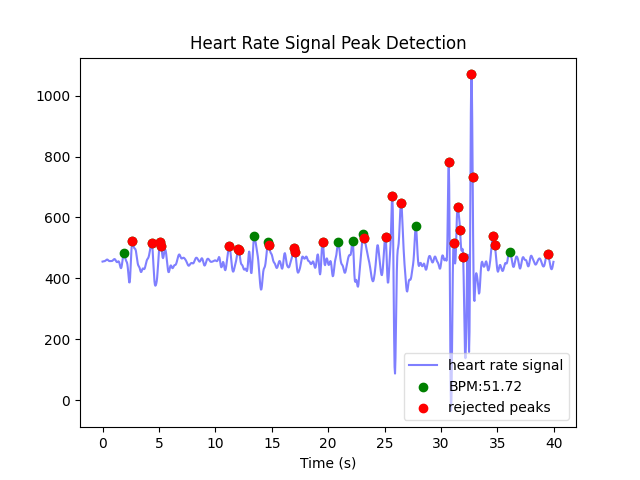 Heart Rate Signal Peak Detection
1000
800
600
400
200
0
heart rate signal
BPM:51.72
rejected peaks
0 5 10 15 20 25 30 35 40
Time (s)